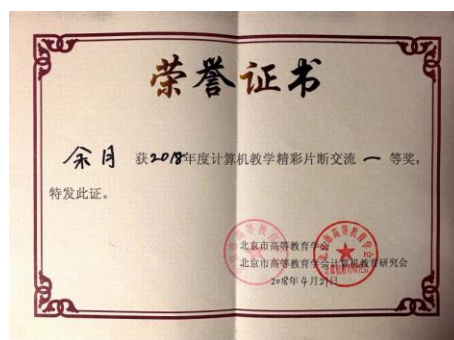 荣誉证书
余月 获2018年度计算机教学精彩片断交流 一 等奖，
特发此证。
北京市高等教育学会
北京市高等教育学会计算机教育研究会
2018年4月21日